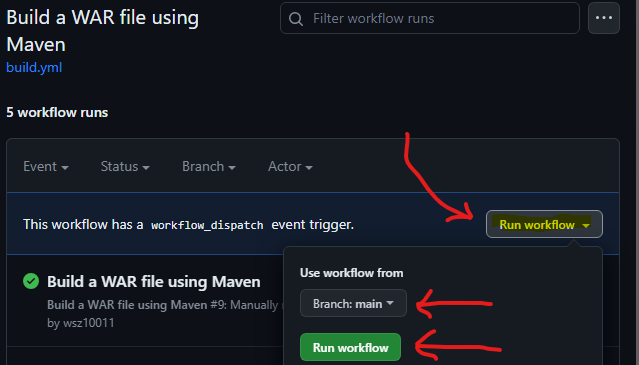 Build a WAR file using
Maven
build.yml
Filter workflow runs
5 workflow runs
Event Status Branch Actor
This workflow has a workflow_dispatch event trigger.
Run workflow
Build a WAR file using Maven
Build a WAR file using Maven #9: Manually
by wsz10011
Use workflow from
Branch: main
Run workflow